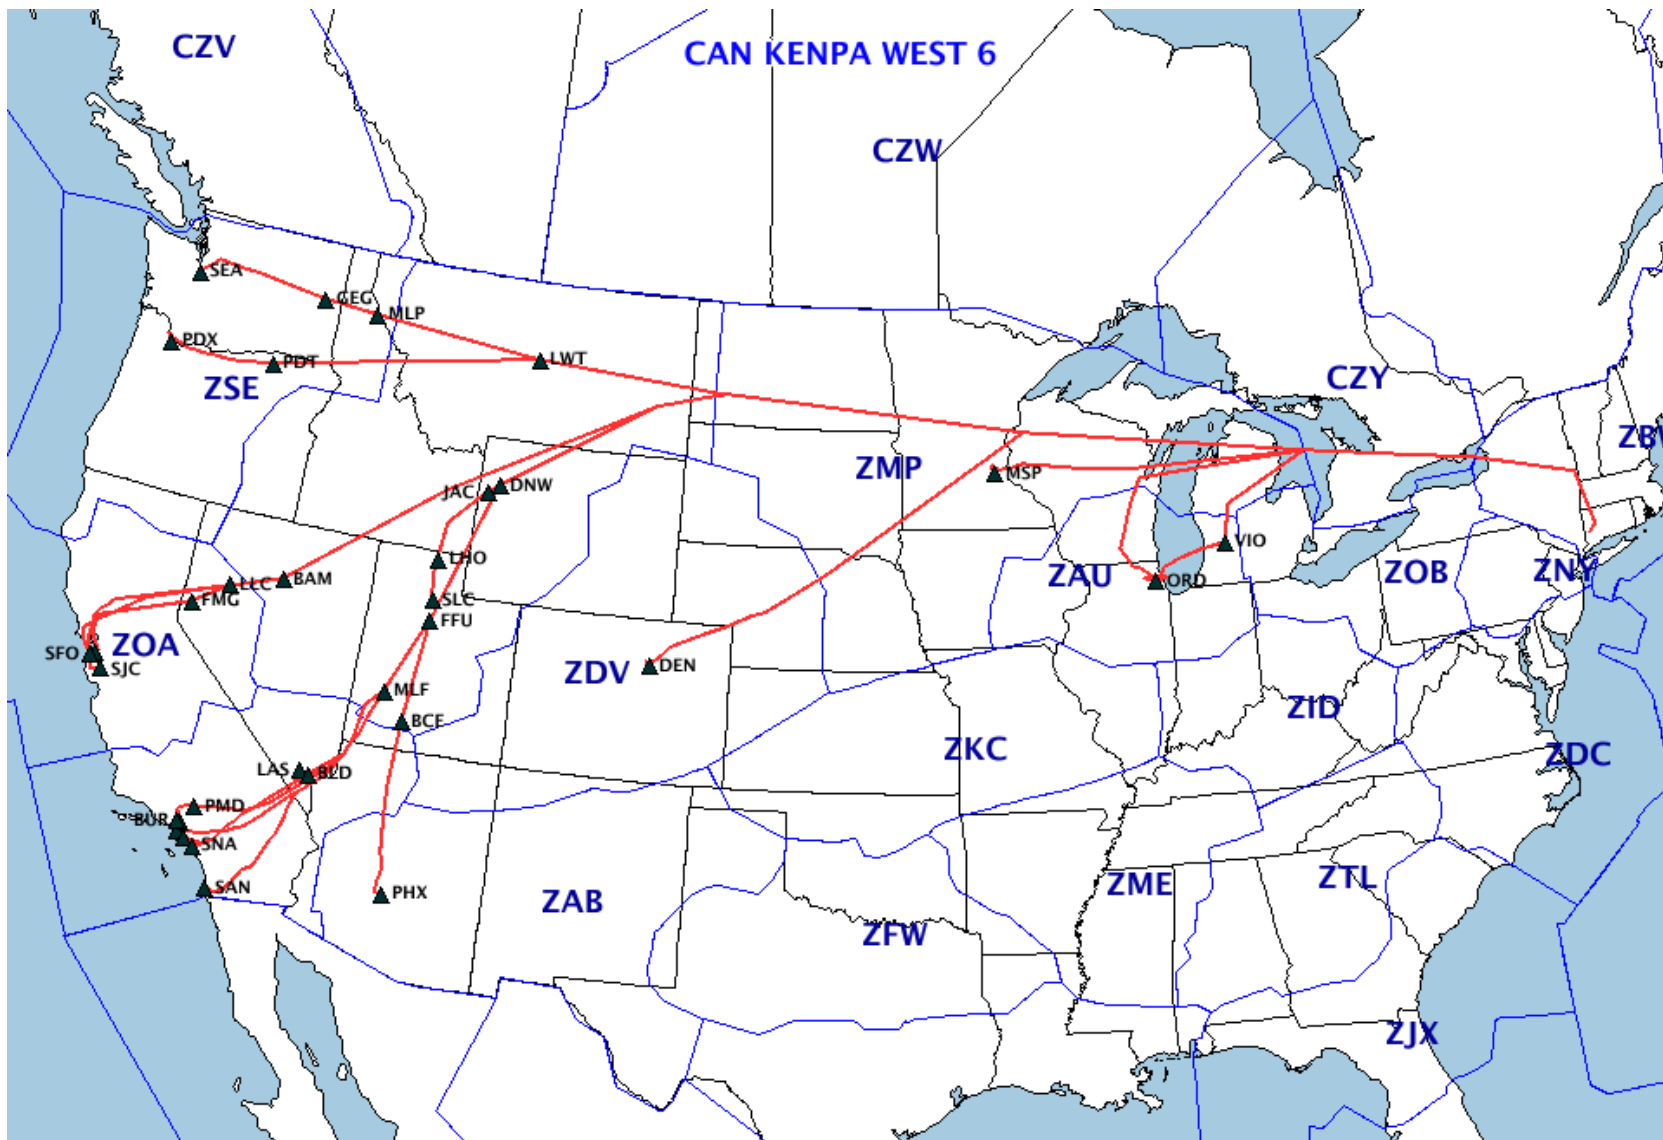 CZV
CAN KENPA WEST 6
CZW
SEA
GEG
MLP
PDX
PDT
LWT
ZSE
CZY
ZBW
ZMP
MSP
JAC
DNW
VIO
LHO
BAM
LLC
FMG
SLC
FFU
ZAU
ORD
ZOB
ZNY
SFO
ZOA
SJC
ZDV
DEN
MLF
BCE
ZID
ZKC
ZDC
LAS
BLD
PMD
BUR
SNA
SAN
PHX
ZAB
ZME
ZTL
ZFW
ZJX